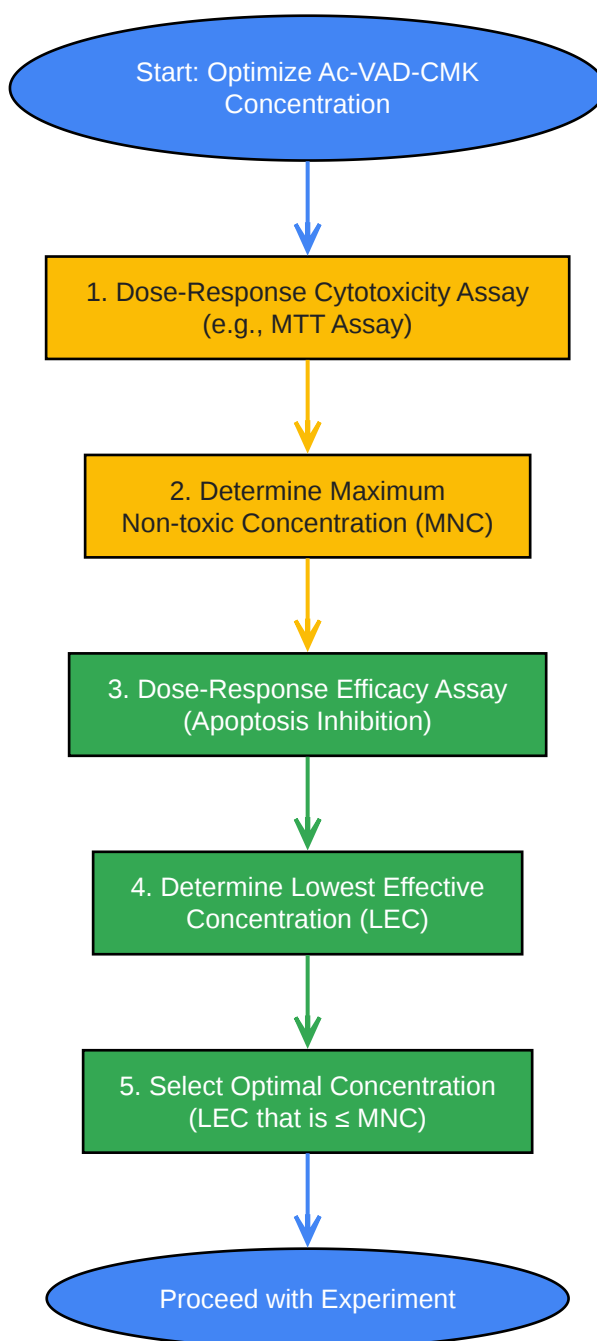 Start: Optimize Ac-VAD-CMK
Concentration
1. Dose-Response Cytotoxicity Assay
(e.g., MTT Assay)
2. Determine Maximum
Non-toxic Concentration (MNC)
3. Dose-Response Efficacy Assay
(Apoptosis Inhibition)
4. Determine Lowest Effective
Concentration (LEC)
5. Select Optimal Concentration
(LEC that is ≤ MNC)
Proceed with Experiment